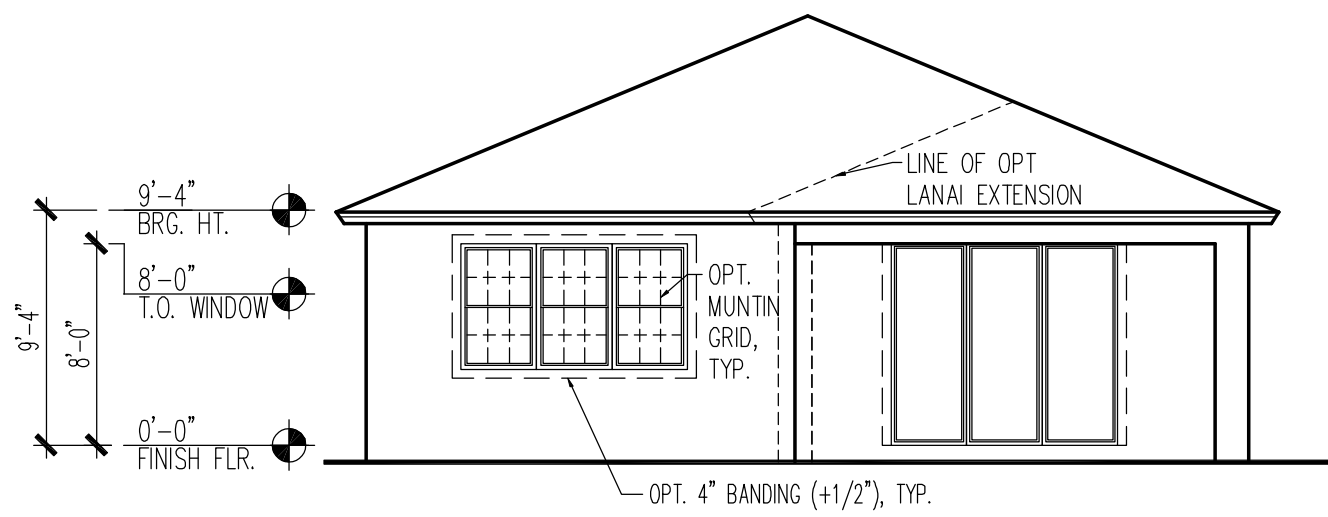 LINE OF OPT
LANAI EXTENSION
9'-4"
BRG. HT.
8'-0"
T.O. WINDOW
OPT.
MUNTIN
GRID,
TYP.
9'-4"
8'-0"
0'-0"
FINISH FLR.
OPT. 4" BANDING (+1/2"), TYP.